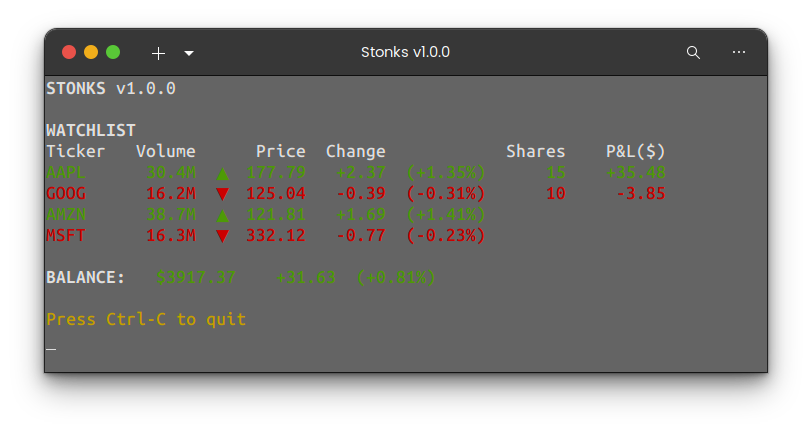 Stonks v1.0.0
STONKS v1.0.0
WATCHLIST
Ticker Volume Price Change Shares P&L($)
AAPL 30.4M ▲ 177.79 +2.37 (+1.35%) 15 +35.48
GOOG 16.2M ▼ 125.04 -0.39 (-0.31%) 10 -3.85
AMZN 38.7M ▲ 121.81 +1.69 (+1.41%)
MSFT 16.3M ▼ 332.12 -0.77 (-0.23%)
BALANCE: $3917.37 +31.63 (+0.81%)
Press Ctrl-C to quit